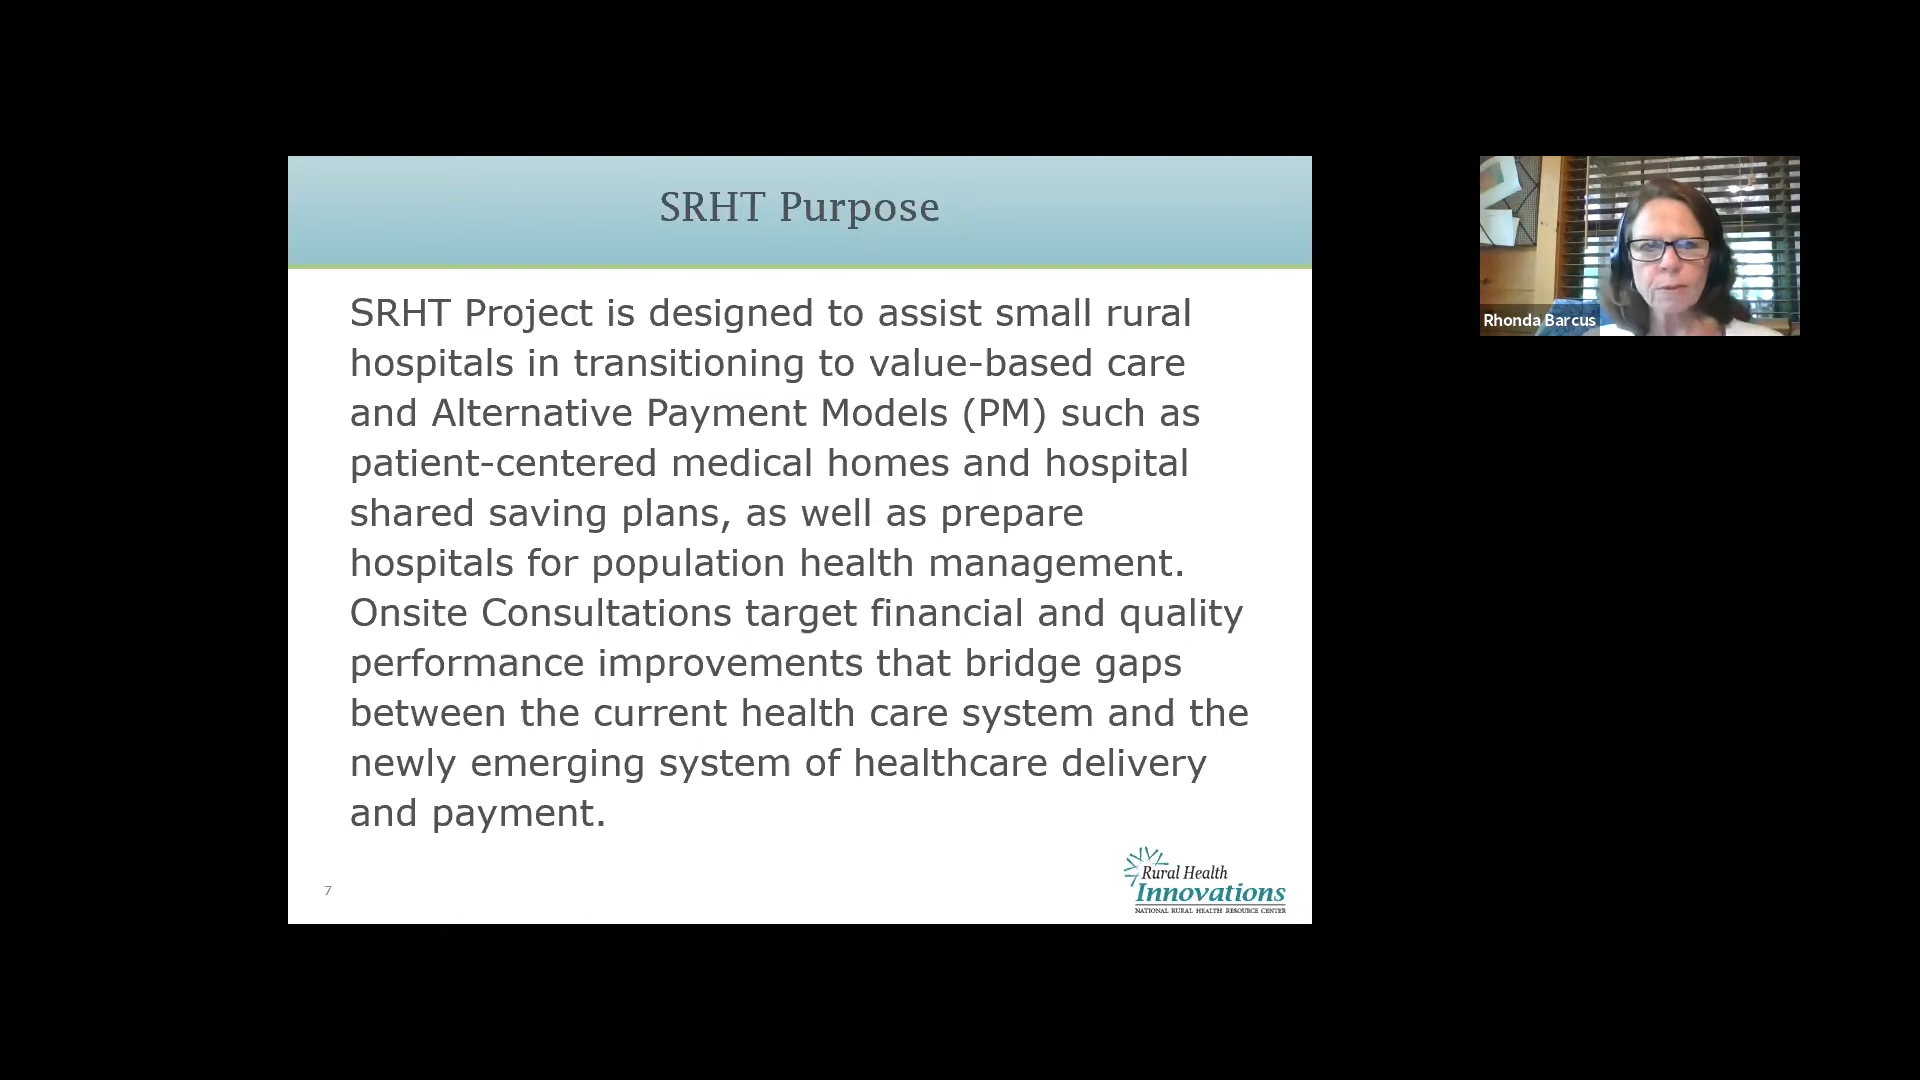 SRHT Purpose
SRHT Project is designed to assist small rural
hospitals in transitioning to value-based care
and Alternative Payment Models (PM) such as
patient-centered medical homes and hospital
shared saving plans, as well as prepare
hospitals for population health management.
Onsite Consultations target financial and quality
performance improvements that bridge gaps
between the current health care system and the
newly emerging system of healthcare delivery
and payment.
7
Rural Health
Innovations
NATIONAL RURAL HEALTH RESOURCE CENTER
Rhonda Barcus